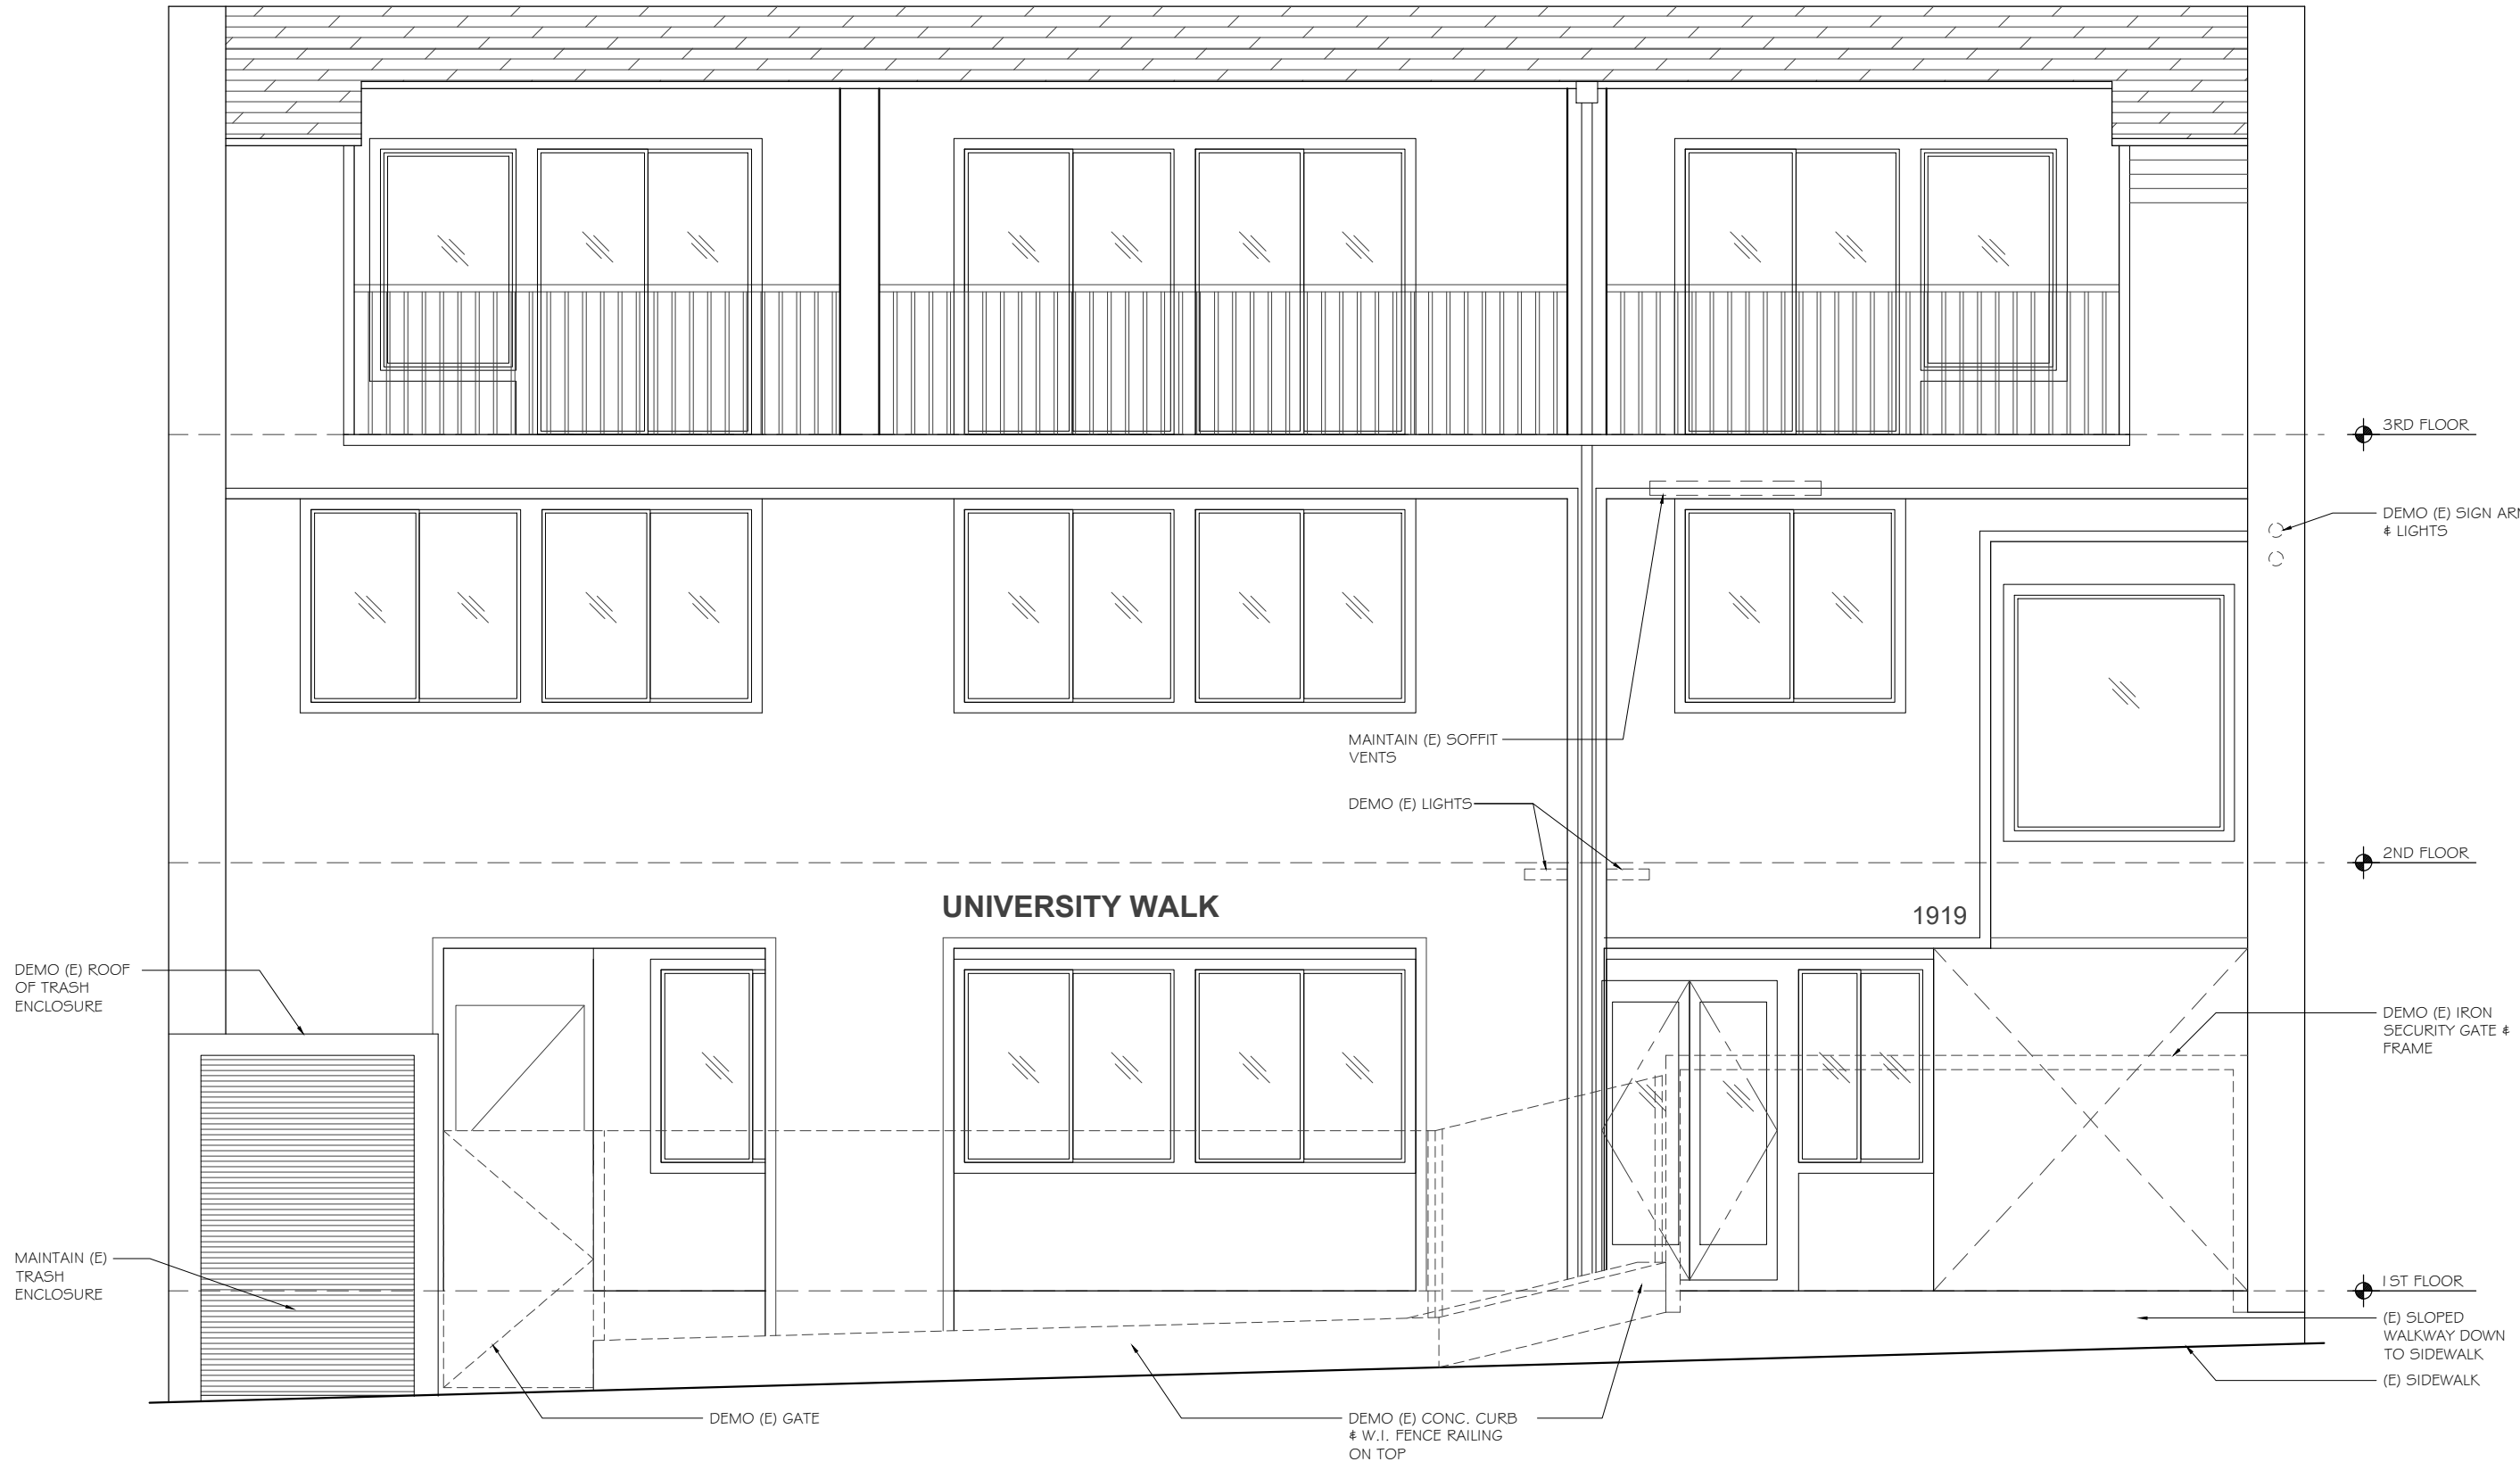 3RD FLOOR
DEMO (E) SIGN ARM
& LIGHTS
MAINTAIN (E) SOFFIT
VENTS
DEMO (E) LIGHTS
2ND FLOOR
UNIVERSITY WALK
1919
DEMO (E) ROOF
OF TRASH
ENCLOSURE
DEMO (E) IRON
SECURITY GATE &
FRAME
MAINTAIN (E)
TRASH
ENCLOSURE
1ST FLOOR
(E) SLOPED
WALKWAY DOWN
TO SIDEWALK
(E) SIDEWALK
DEMO (E) GATE
DEMO (E) CONC. CURB
& W.I. FENCE RAILING
ON TOP